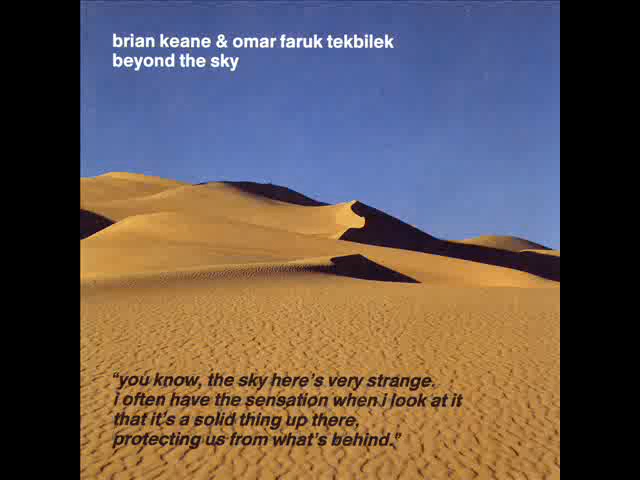 brian keane & omar faruk tekbilek
beyond the sky
“you know, the sky here's very strange.
i often have the sensation when i look at it
that it's a solid thing up there,
protecting us from what's behind.”